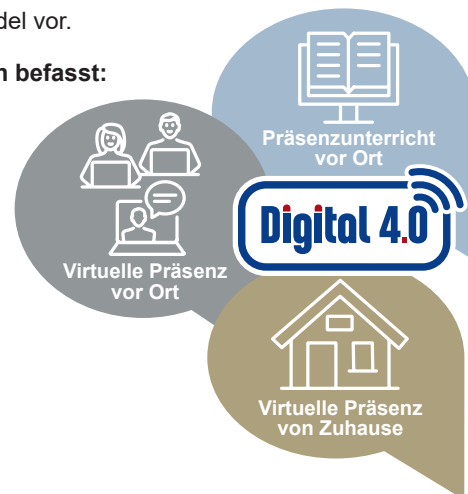 del vor.
n befasst:
Präsenzunterricht
vor Ort
Digital 4.0
Virtuelle Präsenz
vor Ort
Virtuelle Präsenz
von Zuhause